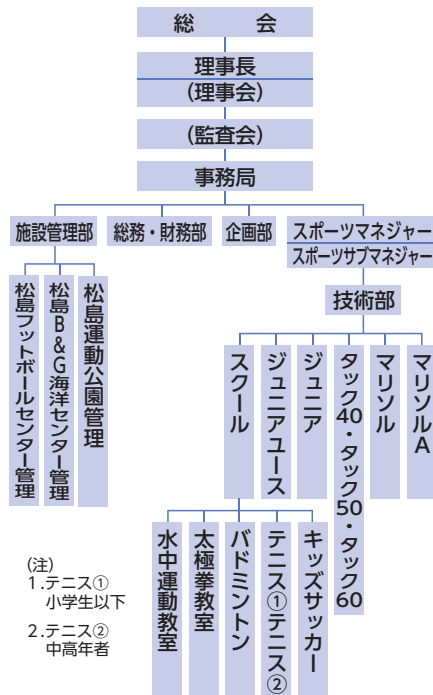 総　　会
理事長
(理事会)
(監査会)
事務局
施設管理部
総務・財務部
企画部
スポーツマネジャー
スポーツサブマネジャー
松島フットボールセンター管理
松島B&G海洋センター管理
松島運動公園管理
技術部
スクール
ジュニアユース
ジュニア
タック40・タック50・タック60
マリソル
マリソルA
水中運動教室
太極拳教室
バドミントン
テニス①テニス②
キッズサッカー
(注)
1.テニス①
小学生以下
2.テニス②
中高年者